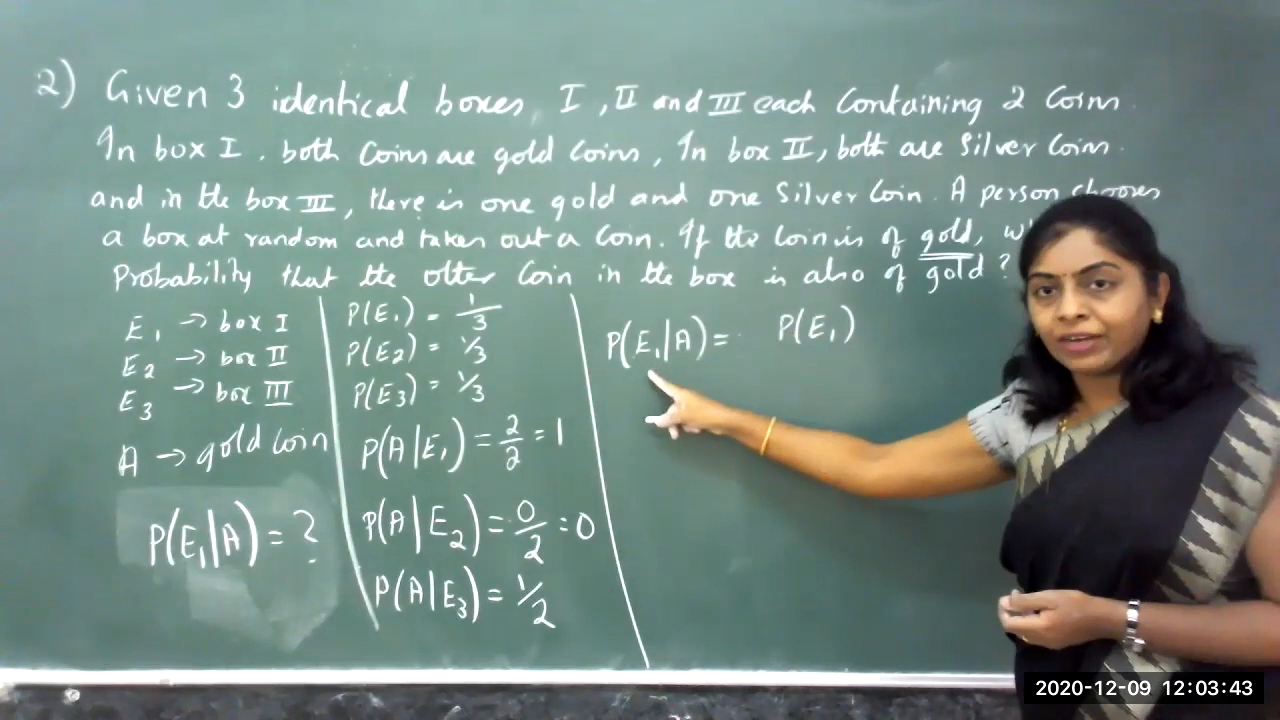 2) Given 3 identical boxes, I, II and III each Containing 2 Coins.
In box I, both Coins are gold Coins, In box II, both are Silver Coins.
and in the box III, there is one gold and one Silver Coin. A person chooses
a box at random and takes out a Coin. If the Coin is of gold,
Probability that the other Coin in the box is also of gold ?
E₁ → box I
E₂ → box II
E₃ → box III
A → gold coin
P(E₁|A) = ?
P(E₁) = 1/3
P(E₂) = 1/3
P(E₃) = 1/3
P(A|E₁) = 2/2 = 1
P(A|E₂) = 0/2 = 0
P(A|E₃) = 1/2
P(E₁|A) = P(E₁)
2020-12-09 12:03:43